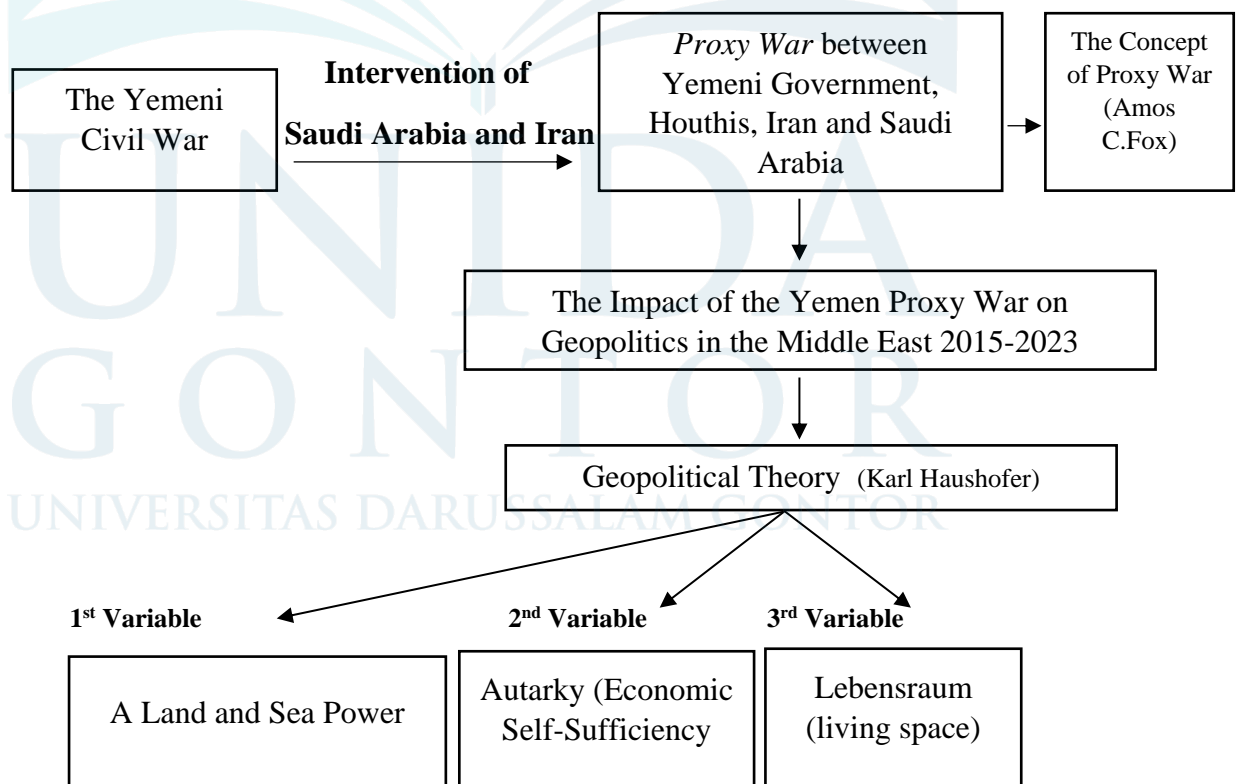 The Yemeni
Civil War
Intervention of
Saudi Arabia and Iran
Proxy War between
Yemeni Government,
Houthis, Iran and Saudi
Arabia
The Concept
of Proxy War
(Amos
C.Fox)
The Impact of the Yemen Proxy War on
Geopolitics in the Middle East 2015-2023
Geopolitical Theory (Karl Haushofer)
1st Variable
2nd Variable
3rd Variable
A Land and Sea Power
Autarky (Economic
Self-Sufficiency
Lebensraum
(living space)
UNIDA
GONTOR
UNIVERSITAS DARUSSALAM GONTOR